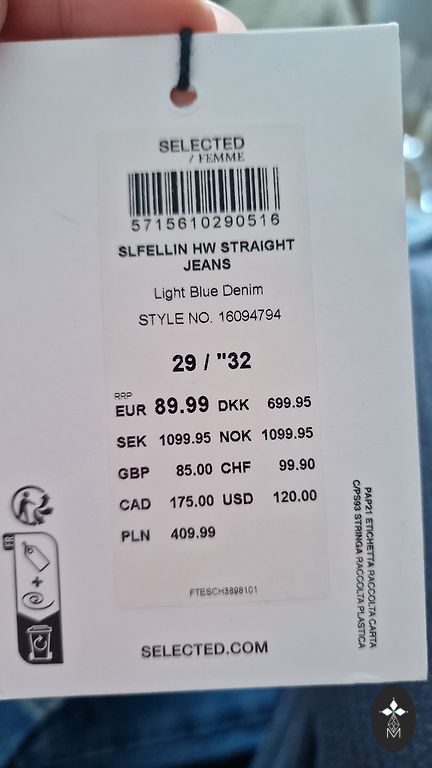 SELECTED
/ FEMME
5715610290516
SLFELLIN HW STRAIGHT
JEANS
Light Blue Denim
STYLE NO. 16094794
29 / "32
RRP
EUR 89.99 DKK 699.95
SEK 1099.95 NOK 1099.95
GBP 85.00 CHF 99.90
CAD 175.00 USD 120.00
PLN 409.99
FTESCH3898101
SELECTED.COM
FR
+
PAP21 ETICHETTA RACCOLTA CARTA
C/PS93 STRINGA RACCOLTA PLASTICA
M